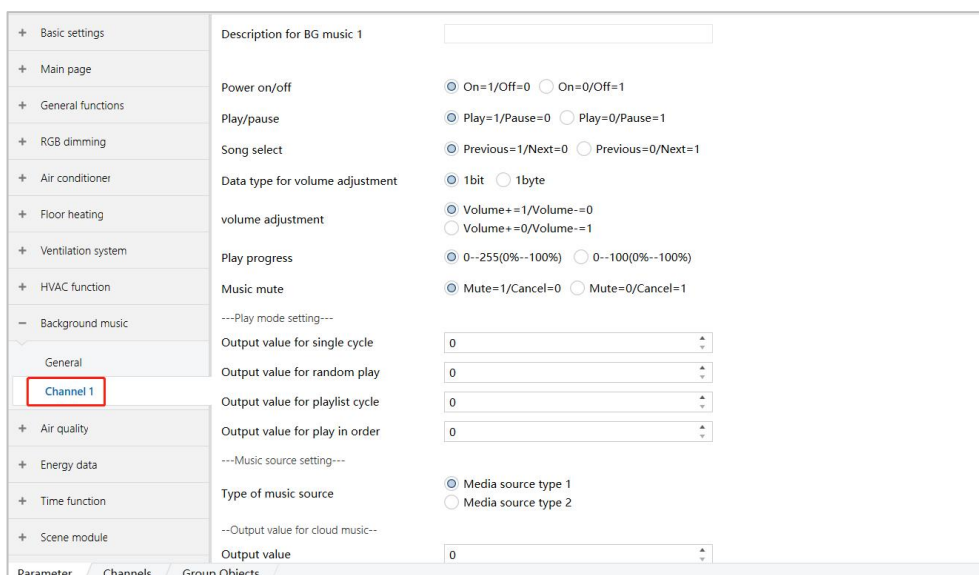 + Basic settings
+ Main page
+ General functions
+ RGB dimming
+ Air conditioner
+ Floor heating
+ Ventilation system
+ HVAC function
− Background music
General
Channel 1
+ Air quality
+ Energy data
+ Time function
+ Scene module
Description for BG music 1
Power on/off On=1/Off=0 On=0/Off=1
Play/pause Play=1/Pause=0 Play=0/Pause=1
Song select Previous=1/Next=0 Previous=0/Next=1
Data type for volume adjustment 1bit 1byte
volume adjustment Volume+=1/Volume-=0
Volume+=0/Volume-=1
Play progress 0--255(0%--100%) 0--100(0%--100%)
Music mute Mute=1/Cancel=0 Mute=0/Cancel=1
---Play mode setting---
Output value for single cycle 0
Output value for random play 0
Output value for playlist cycle 0
Output value for play in order 0
---Music source setting---
Type of music source Media source type 1
Media source type 2
--Output value for cloud music--
Output value 0
Parameter Channels Group Objects